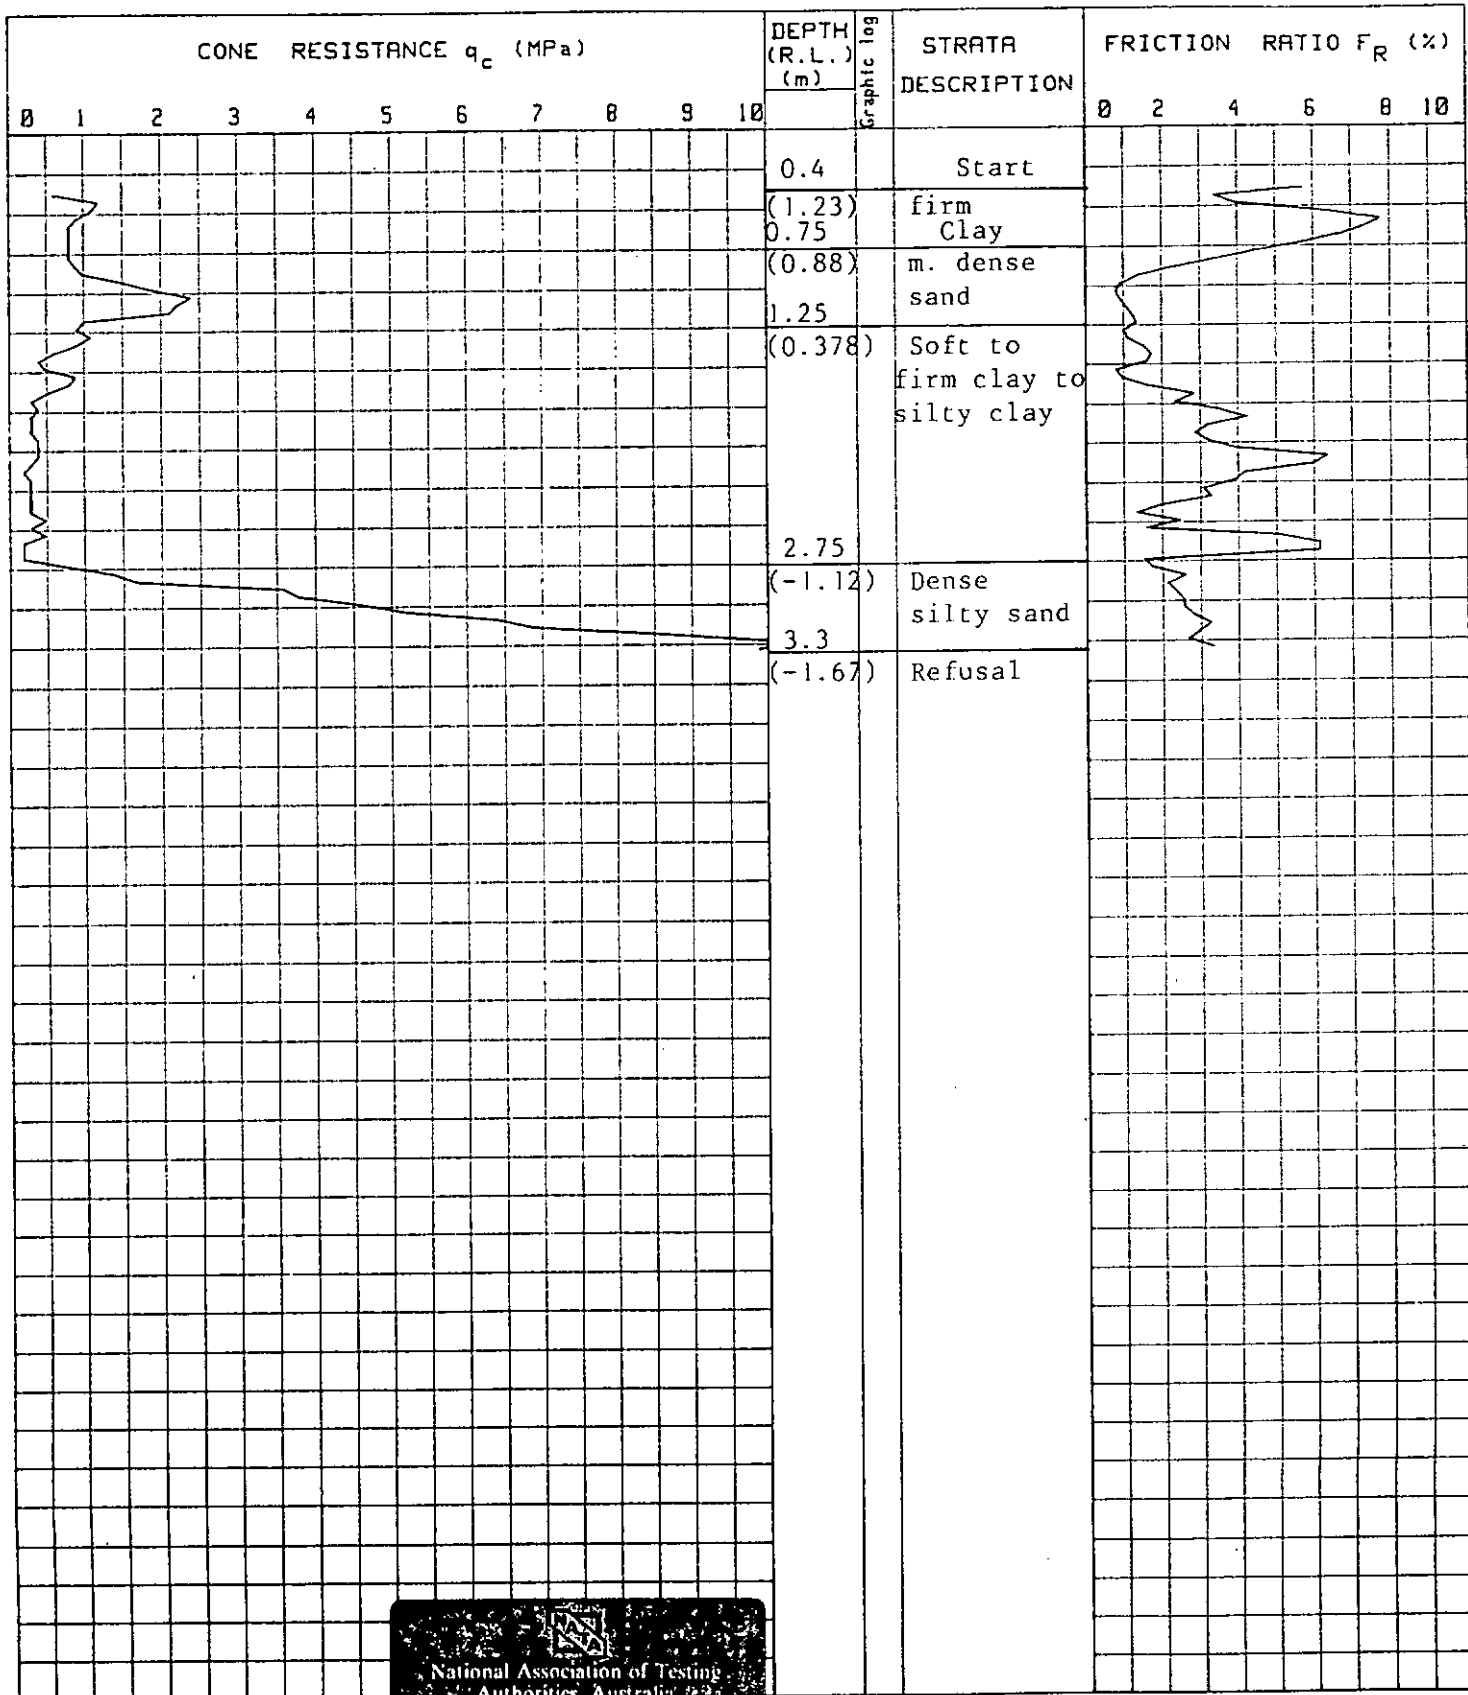 CONE RESISTANCE qc (MPa)
0 1 2 3 4 5 6 7 8 9 10
DEPTH
(R.L.)
(m)
Graphic log
STRATA
DESCRIPTION
FRICTION RATIO FR (%)
0 2 4 6 8 10
0.4 Start
(1.23) firm
0.75 Clay
(0.88) m. dense
sand
1.25
(0.378) Soft to
firm clay to
silty clay
2.75
(-1.12) Dense
silty sand
3.3
(-1.67) Refusal
NATA
National Association of Testing
Authorities, Australia